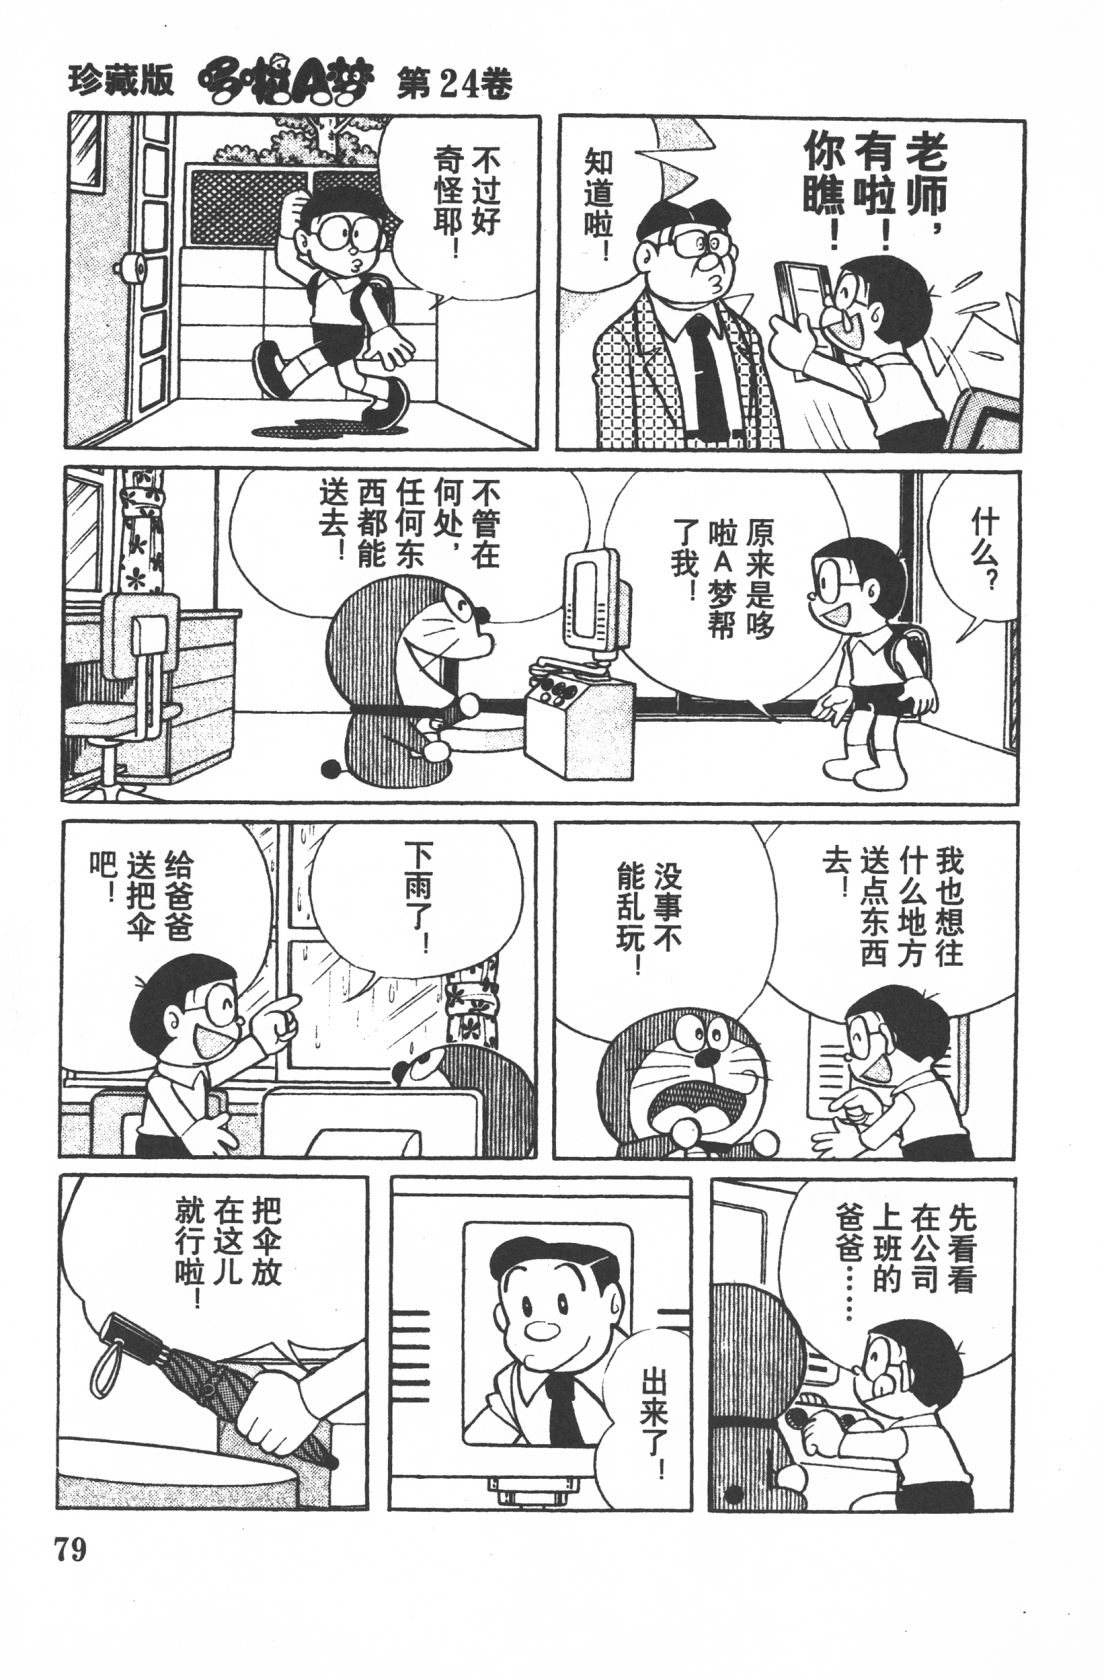 珍藏版 哆啦A梦 第24卷
老师，
有啦！
你瞧！
知道啦！
不过好
奇怪耶！
什么？
原来是哆
啦A梦帮
了我！
不管在
何处，
任何东
西都能
送去！
我也想往
什么地方
送点东西
去！
没事不
能乱玩！
下雨了！
给爸爸
送把伞
吧！
先看看
在公司
上班的
爸爸……
出来了！
把伞放
在这儿
就行啦！
79